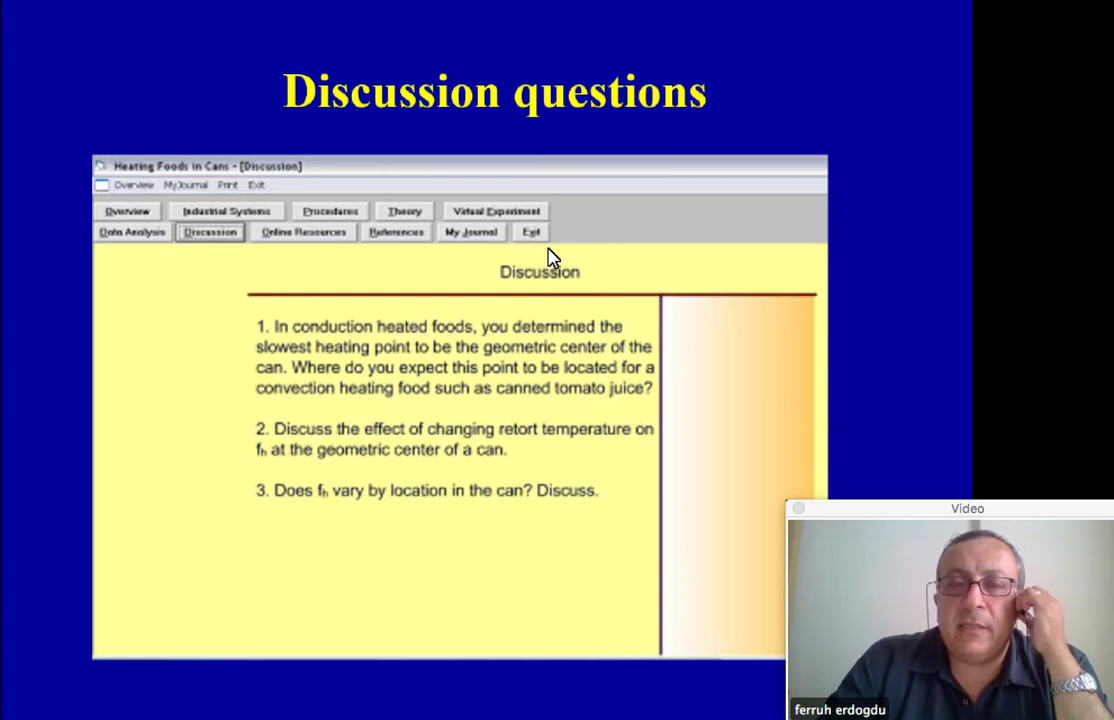 Discussion questions
Heating Foods in Cans - [Discussion]
Overview MyJournal Print Exit
Overview Industrial Systems Procedures Theory Virtual Experiment
Data Analysis Discussion Online Resources References My Journal Exit
Discussion
1. In conduction heated foods, you determined the
slowest heating point to be the geometric center of the
can. Where do you expect this point to be located for a
convection heating food such as canned tomato juice?
2. Discuss the effect of changing retort temperature on
fh at the geometric center of a can.
3. Does fh vary by location in the can? Discuss.
Video
ferruh erdogdu